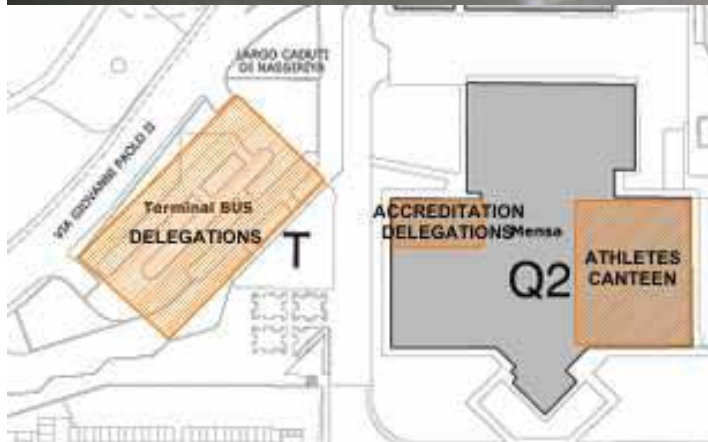 LARGO CADUTI
DI NASSIRIYA
VIA GIOVANNI PAOLO II
Terminal BUS
DELEGATIONS
T
ACCREDITATION
DELEGATIONS
Mensa
Q2
ATHLETES
CANTEEN